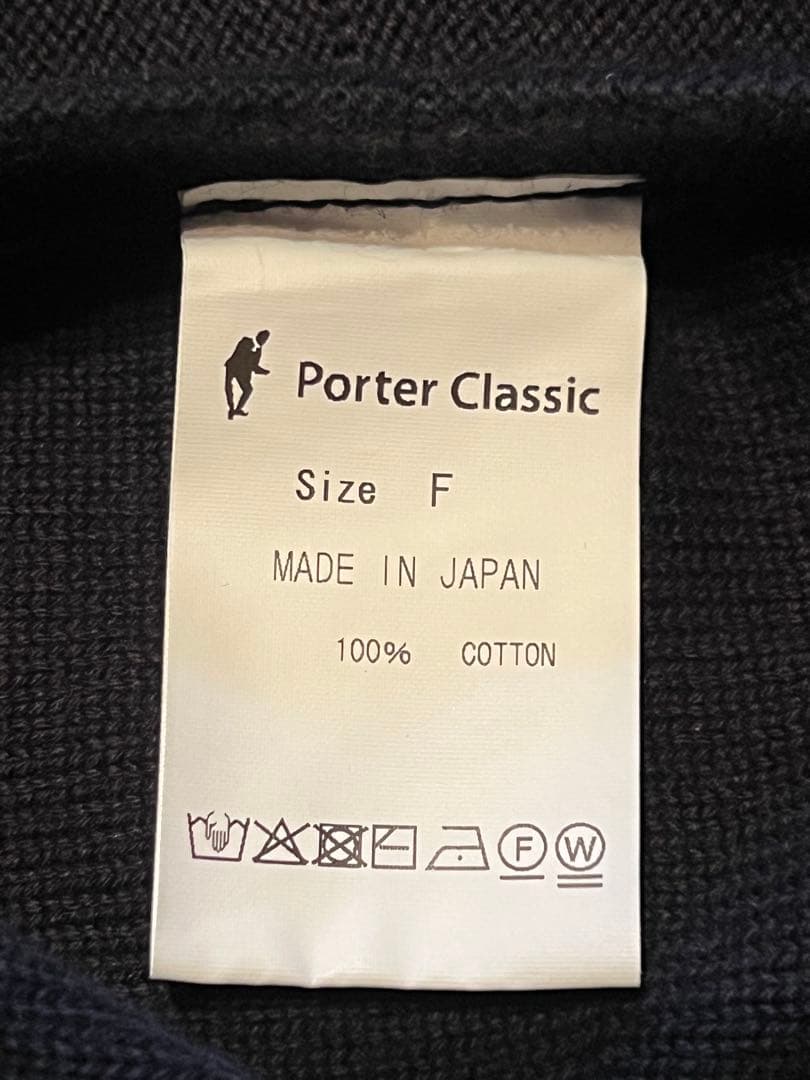 Porter Classic
Size F
MADE IN JAPAN
100% COTTON
F W